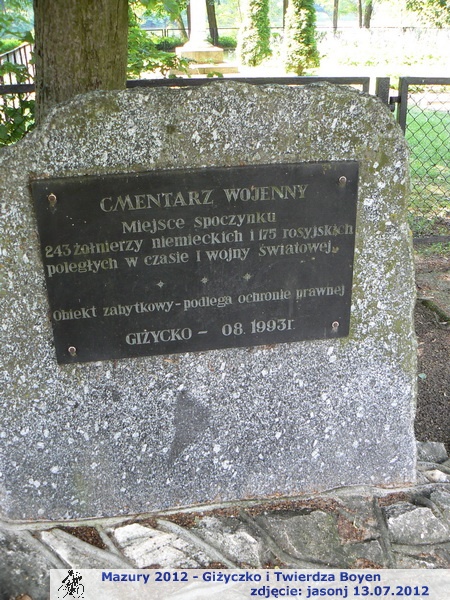 CMENTARZ WOJENNY
Miejsce spoczynku
243 żołnierzy niemieckich i 175 rosyjskich
poległych w czasie I wojny światowej.
Obiekt zabytkowy - podlega ochronie prawnej
GIŻYCKO - 08.1993r.
Mazury 2012 - Giżyczko i Twierdza Boyen
zdjęcie: jasonj 13.07.2012